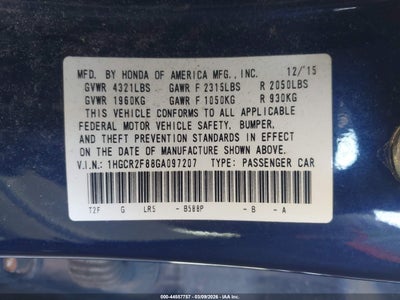 MFD. BY HONDA OF AMERICA MFG., INC. 12/'15
GVWR 4321LBS GAWR F 2315LBS R 2050LBS
GVWR 1960KG GAWR F 1050KG R 930KG
THIS VEHICLE CONFORMS TO ALL APPLICABLE
FEDERAL MOTOR VEHICLE SAFETY, BUMPER,
AND THEFT PREVENTION STANDARDS IN EFFECT
ON THE DATE OF MANUFACTURE SHOWN ABOVE.
V.I.N.: 1HGCR2F88GA097207 TYPE: PASSENGER CAR
T2F G LR5 - B588P - B - A
000-44557757 - 03/09/2026 - IAA, Inc.